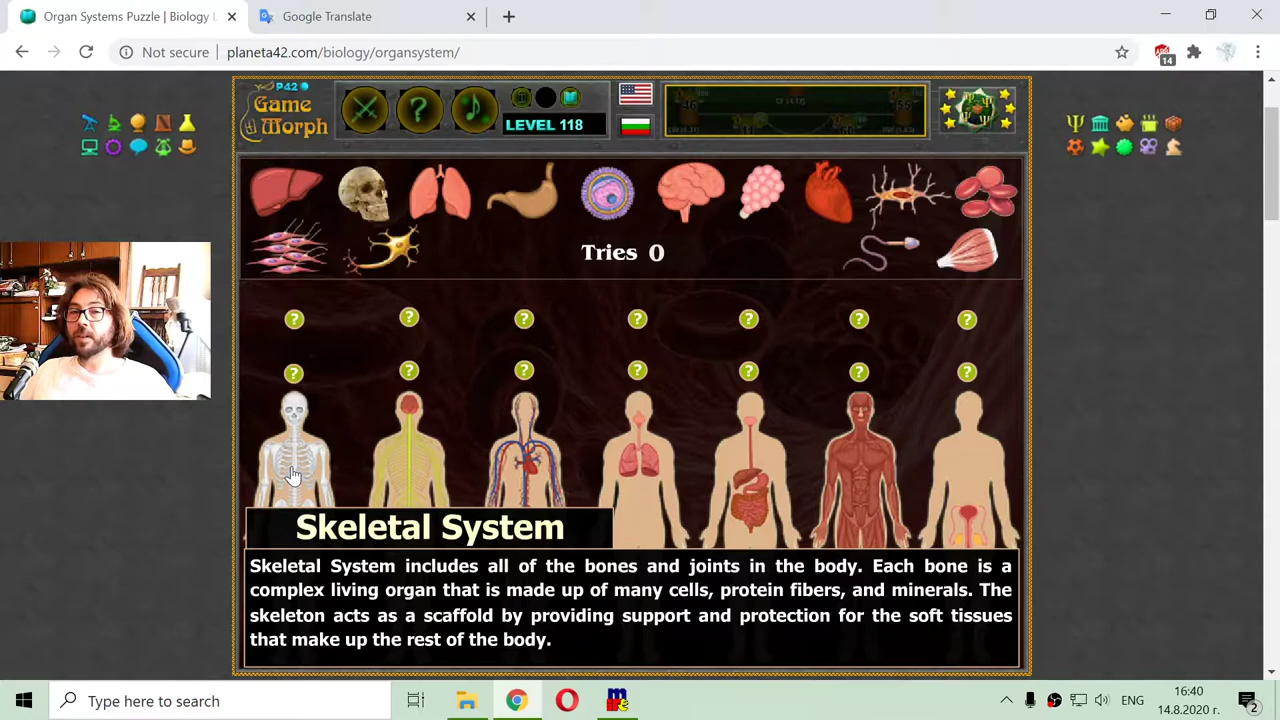 Organ Systems Puzzle | Biology
Google Translate
Not secure
planeta42.com/biology/organsystem/
14
P42
Game Morph
LEVEL 118
Tries 0
Skeletal System
Skeletal System includes all of the bones and joints in the body. Each bone is a
complex living organ that is made up of many cells, protein fibers, and minerals. The
skeleton acts as a scaffold by providing support and protection for the soft tissues
that make up the rest of the body.
Type here to search
ЕНГ
16:40
14.8.2020 г.
2